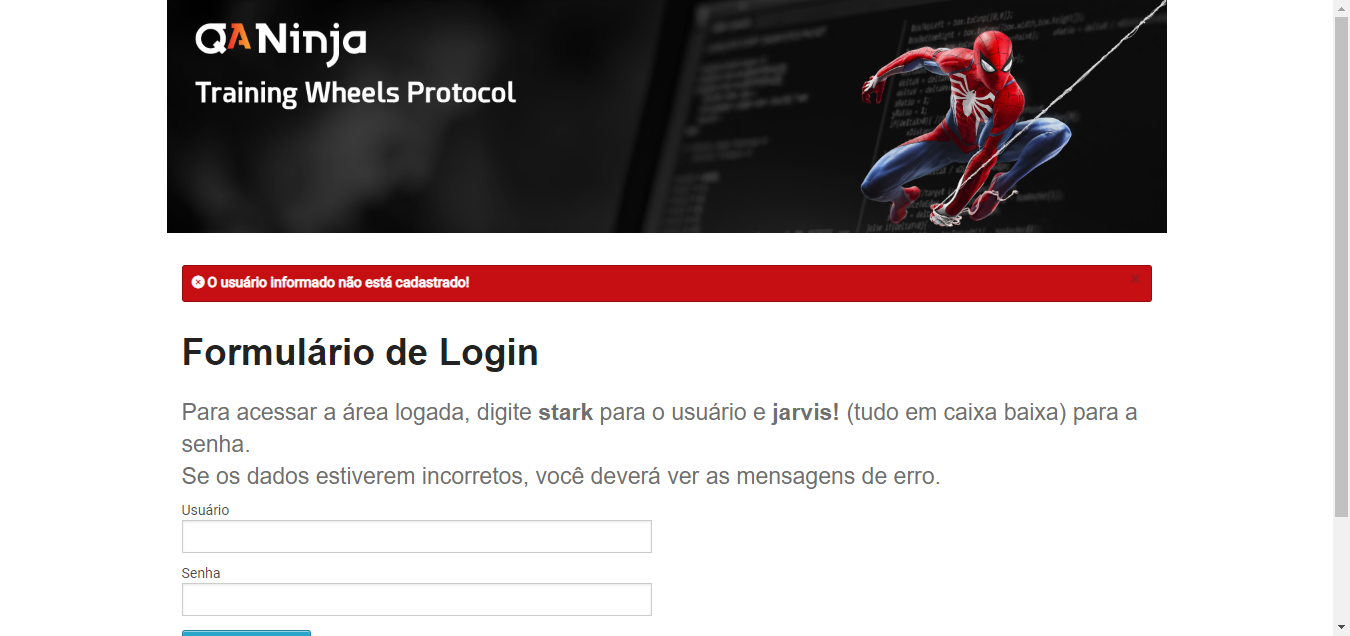 QANinja
Training Wheels Protocol
O usuário informado não está cadastrado!
Formulário de Login
Para acessar a área logada, digite stark para o usuário e jarvis! (tudo em caixa baixa) para a
senha.
Se os dados estiverem incorretos, você deverá ver as mensagens de erro.
Usuário
Senha